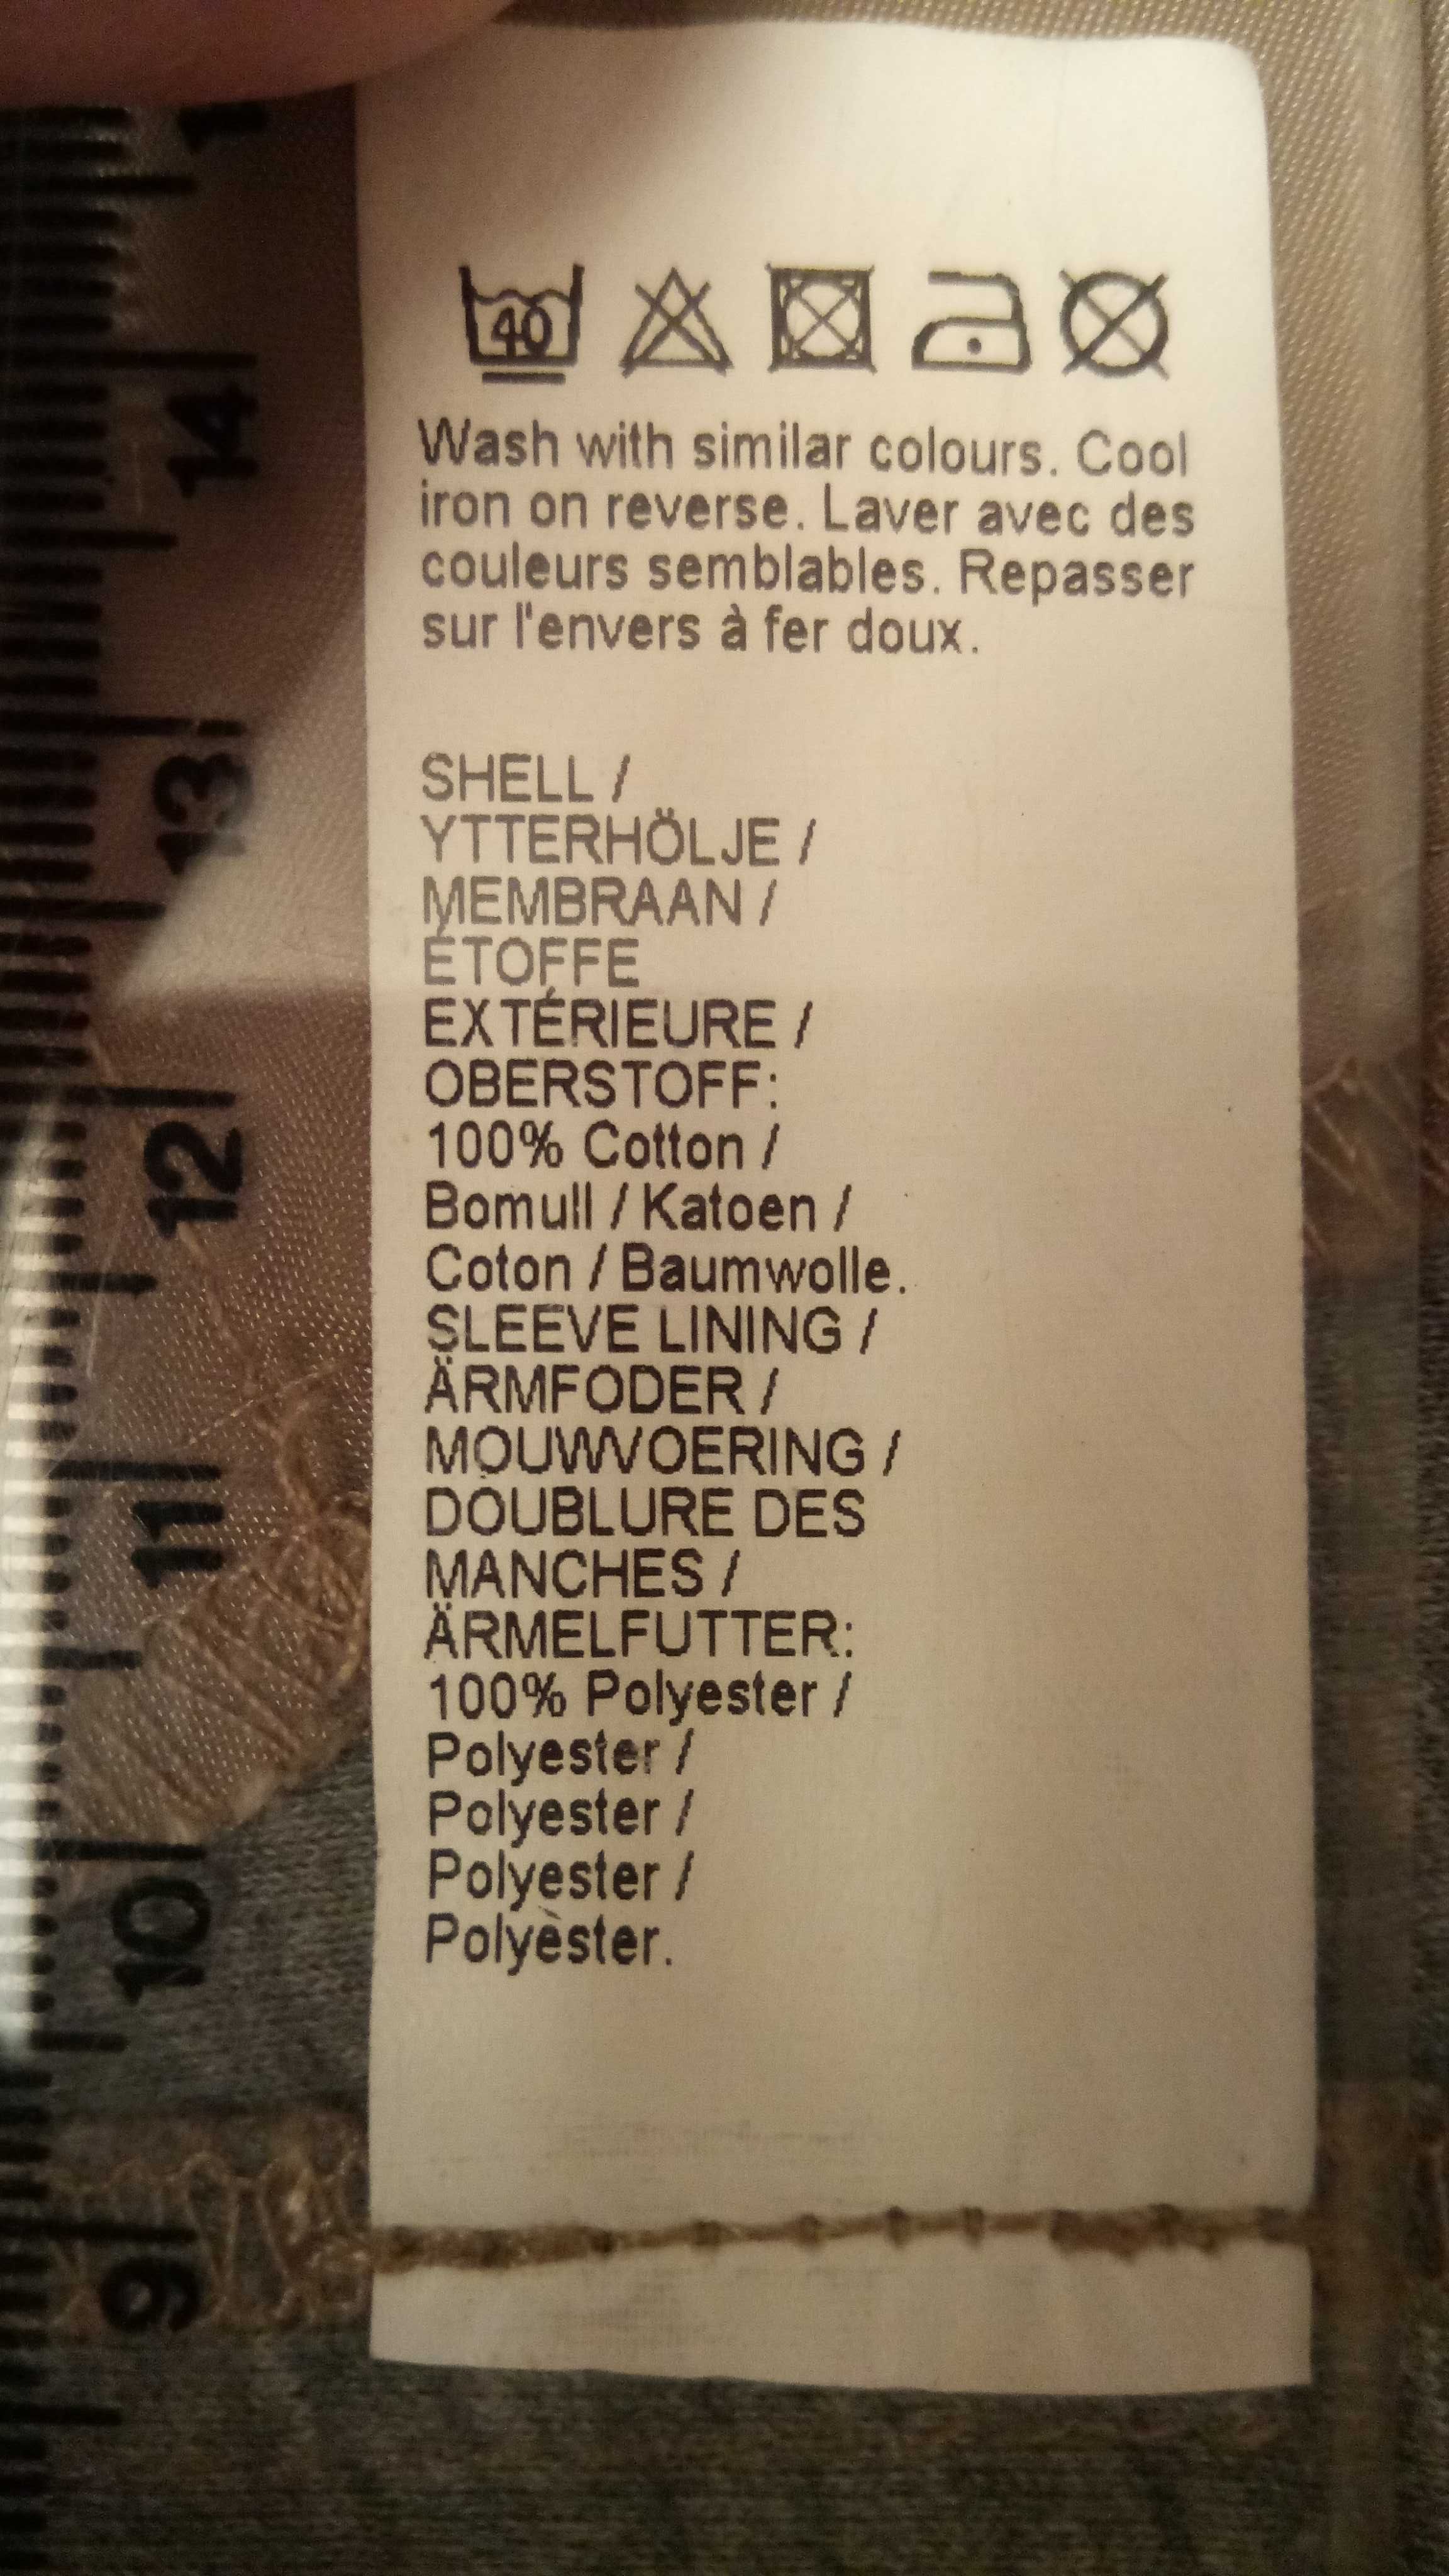 1
14
13
12
11
10
9
40
Wash with similar colours. Cool
iron on reverse. Laver avec des
couleurs semblables. Repasser
sur l'envers à fer doux.
SHELL /
YTTERHÖLJE /
MEMBRAAN /
ÉTOFFE
EXTÉRIEURE /
OBERSTOFF:
100% Cotton /
Bomull / Katoen /
Coton / Baumwolle.
SLEEVE LINING /
ÄRMFODER /
MOUWVOERING /
DOUBLURE DES
MANCHES /
ÄRMELFUTTER:
100% Polyester /
Polyester /
Polyester /
Polyester /
Polyèster.